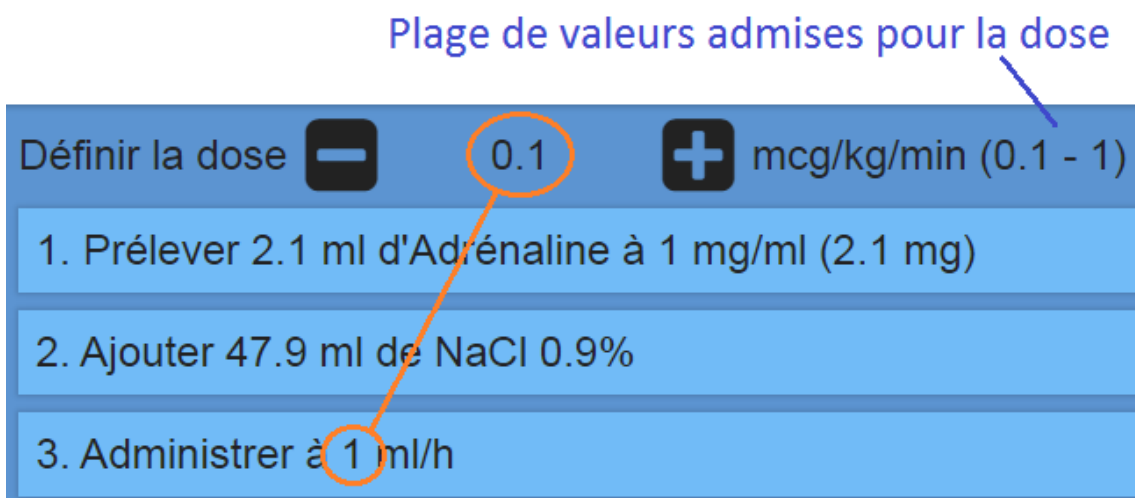 Plage de valeurs admises pour la dose
Définir la dose 0.1 mcg/kg/min (0.1 - 1)
1. Prélever 2.1 ml d'Adrénaline à 1 mg/ml (2.1 mg)
2. Ajouter 47.9 ml de NaCl 0.9%
3. Administrer à 1 ml/h